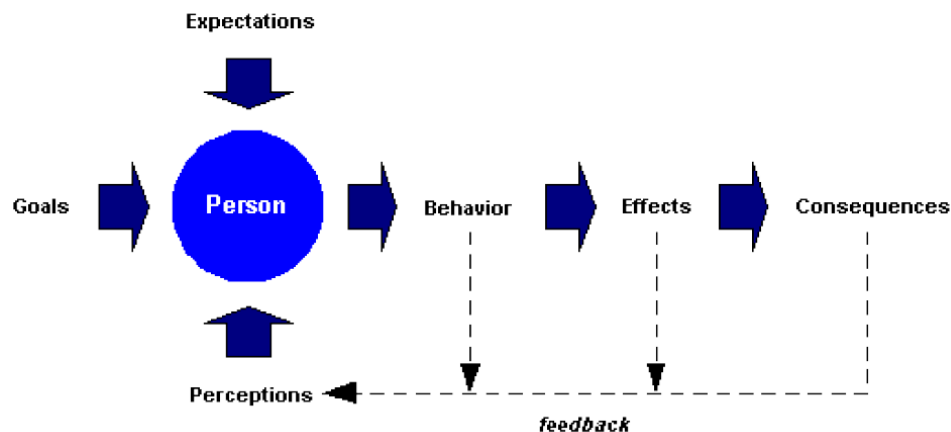 Expectations
Goals
Person
Behavior
Effects
Consequences
Perceptions
feedback